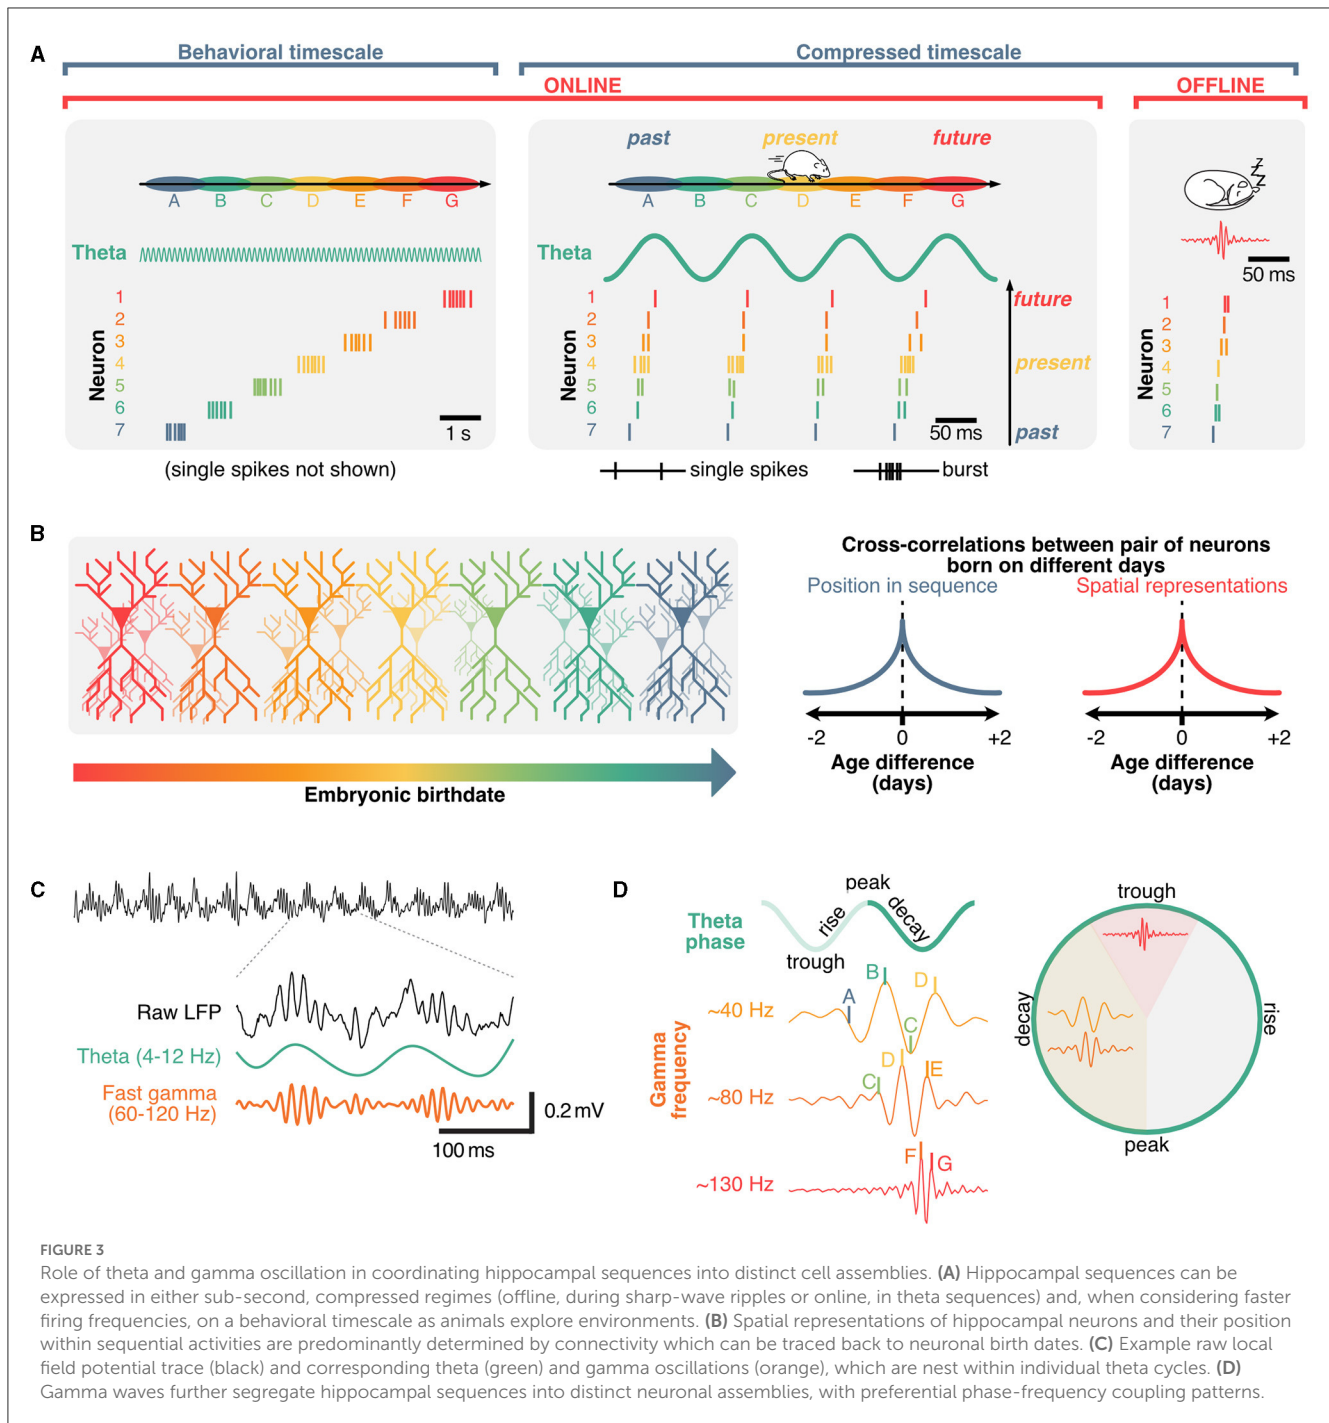 A
Behavioral timescale
Compressed timescale
ONLINE
OFFLINE
A B C D E F G
Theta
Neuron
1
2
3
4
5
6
7
1 s
(single spikes not shown)
past present future
A B C D E F G
Theta
Neuron
1
2
3
4
5
6
7
future
present
past
50 ms
single spikes
burst
z
z
z
50 ms
Neuron
1
2
3
4
5
6
7
B
Embryonic birthdate
Cross-correlations between pair of neurons
born on different days
Position in sequence
-2 0 +2
Age difference
(days)
Spatial representations
-2 0 +2
Age difference
(days)
C
Raw LFP
Theta (4-12 Hz)
Fast gamma
(60-120 Hz)
0.2 mV
100 ms
D
Theta
phase
trough
rise
peak
decay
Gamma
frequency
~40 Hz
A B C D
~80 Hz
C D E
~130 Hz
F G
trough
decay
rise
peak
FIGURE 3
Role of theta and gamma oscillation in coordinating hippocampal sequences into distinct cell assemblies. (A) Hippocampal sequences can be
expressed in either sub-second, compressed regimes (offline, during sharp-wave ripples or online, in theta sequences) and, when considering faster
firing frequencies, on a behavioral timescale as animals explore environments. (B) Spatial representations of hippocampal neurons and their position
within sequential activities are predominantly determined by connectivity which can be traced back to neuronal birth dates. (C) Example raw local
field potential trace (black) and corresponding theta (green) and gamma oscillations (orange), which are nest within individual theta cycles. (D)
Gamma waves further segregate hippocampal sequences into distinct neuronal assemblies, with preferential phase-frequency coupling patterns.